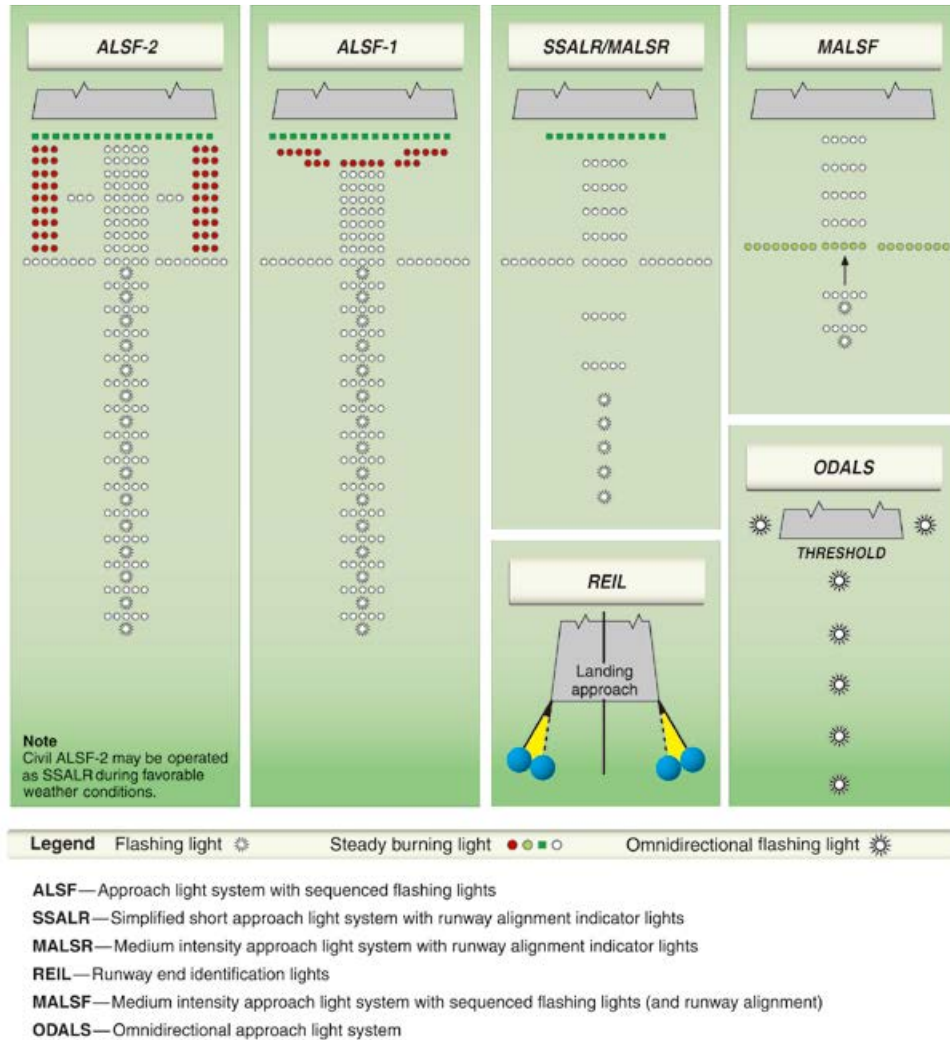 ALSF-2
ALSF-1
SSALR/MALSR
MALSF
ODALS
THRESHOLD
REIL
Landing
approach
Note
Civil ALSF-2 may be operated
as SSALR during favorable
weather conditions.
Legend Flashing light Steady burning light Omnidirectional flashing light
ALSF—Approach light system with sequenced flashing lights
SSALR—Simplified short approach light system with runway alignment indicator lights
MALSR—Medium intensity approach light system with runway alignment indicator lights
REIL—Runway end identification lights
MALSF—Medium intensity approach light system with sequenced flashing lights (and runway alignment)
ODALS—Omnidirectional approach light system